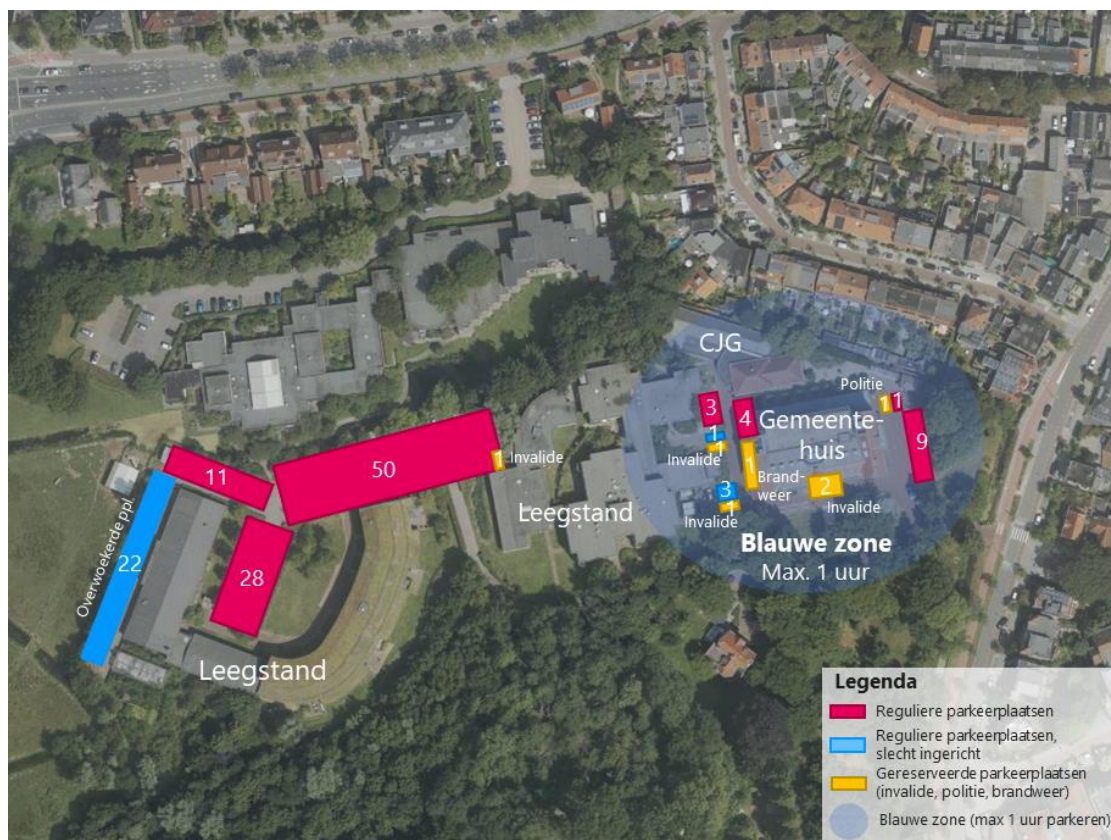 CJG
Politie
3
4
1
1
Gemeente-
huis
9
1
1
Invalide
1
Brand-
weer
2
Invalide
3
1
Invalide
Blauwe zone
Max. 1 uur
50
1
Invalide
11
Leegstand
Overwoekerde ppl.
22
28
Leegstand
Legenda
Reguliere parkeerplaatsen
Reguliere parkeerplaatsen,
slecht ingericht
Gereserveerde parkeerplaatsen
(invalide, politie, brandweer)
Blauwe zone (max 1 uur parkeren)